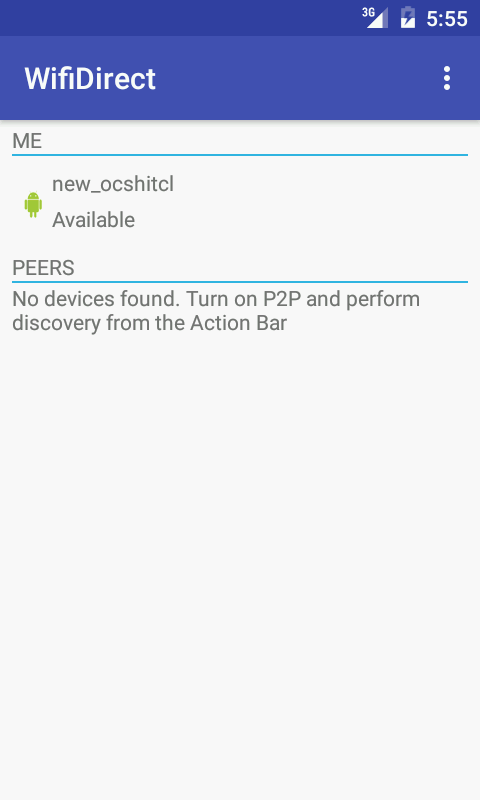 3G 5:55
WifiDirect
ME
new_ocshitcl
Available
PEERS
No devices found. Turn on P2P and perform
discovery from the Action Bar